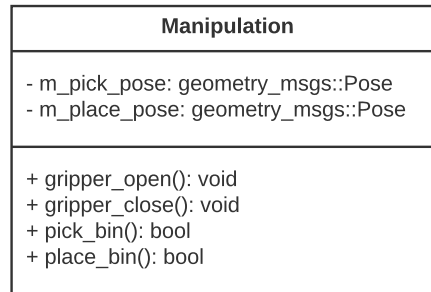 Manipulation
- m_pick_pose: geometry_msgs::Pose
- m_place_pose: geometry_msgs::Pose
+ gripper_open(): void
+ gripper_close(): void
+ pick_bin(): bool
+ place_bin(): bool